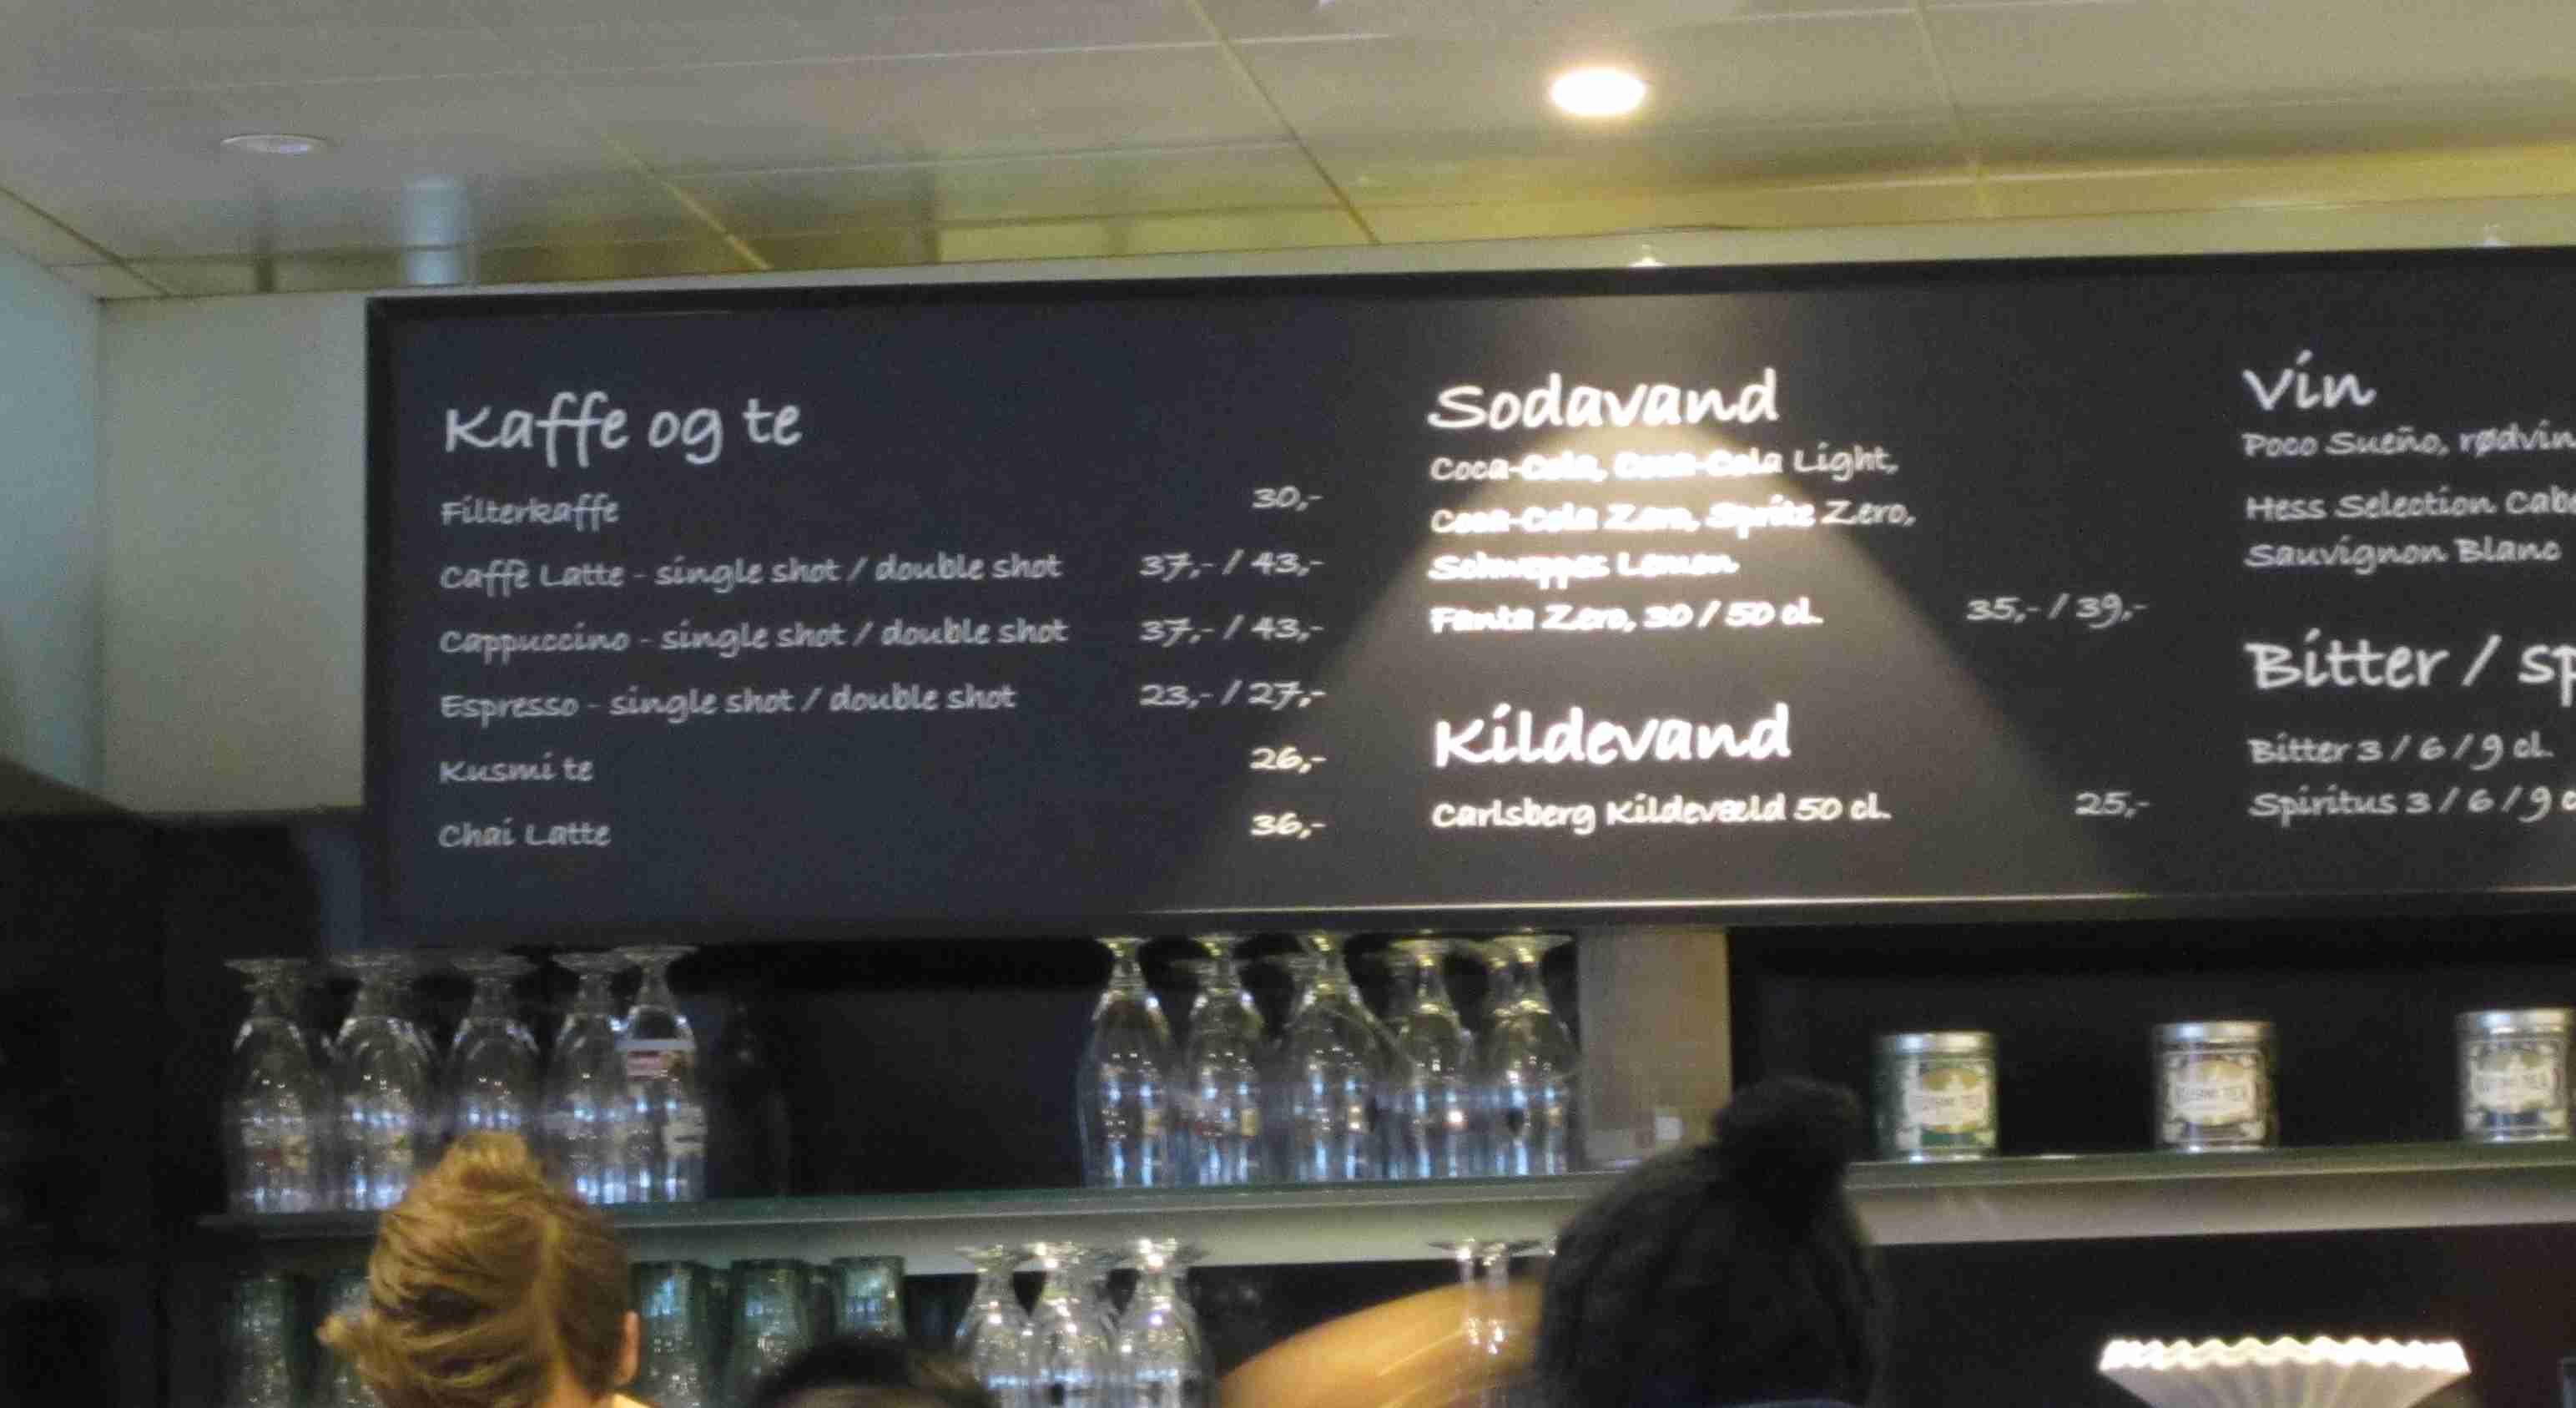 Kaffe og te
Filterkaffe 30,-
Caffè Latte - single shot / double shot 37,- / 43,-
Cappuccino - single shot / double shot 37,- / 43,-
Espresso - single shot / double shot 23,- / 27,-
Kusmi te 26,-
Chai Latte 36,-
Sodavand
Coca-Cola, Coca-Cola Light,
Coca-Cola Zero, Sprite Zero,
Schweppes Lemon
Fanta Zero, 30 / 50 cl. 35,- / 39,-
Kildevand
Carlsberg Kildevæld 50 cl. 25,-
Vin
Poco Sueño, rødvin
Hess Selection Cab
Sauvignon Blanc
Bitter / sp
Bitter 3 / 6 / 9 cl.
Spiritus 3 / 6 / 9 c